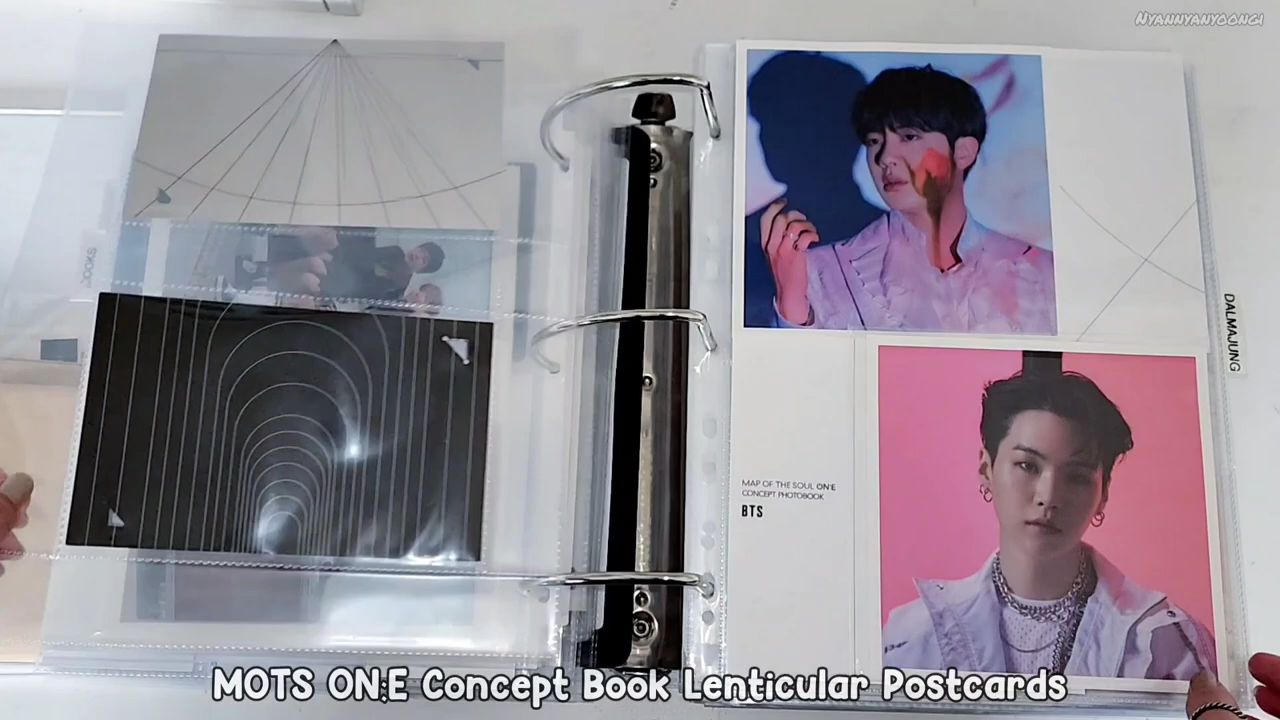 NYANNYANYOONGI
DALMAJUNG
MAP OF THE SOUL ON:E
CONCEPT PHOTOBOOK
BTS
MOTS ON:E Concept Book Lenticular Postcards